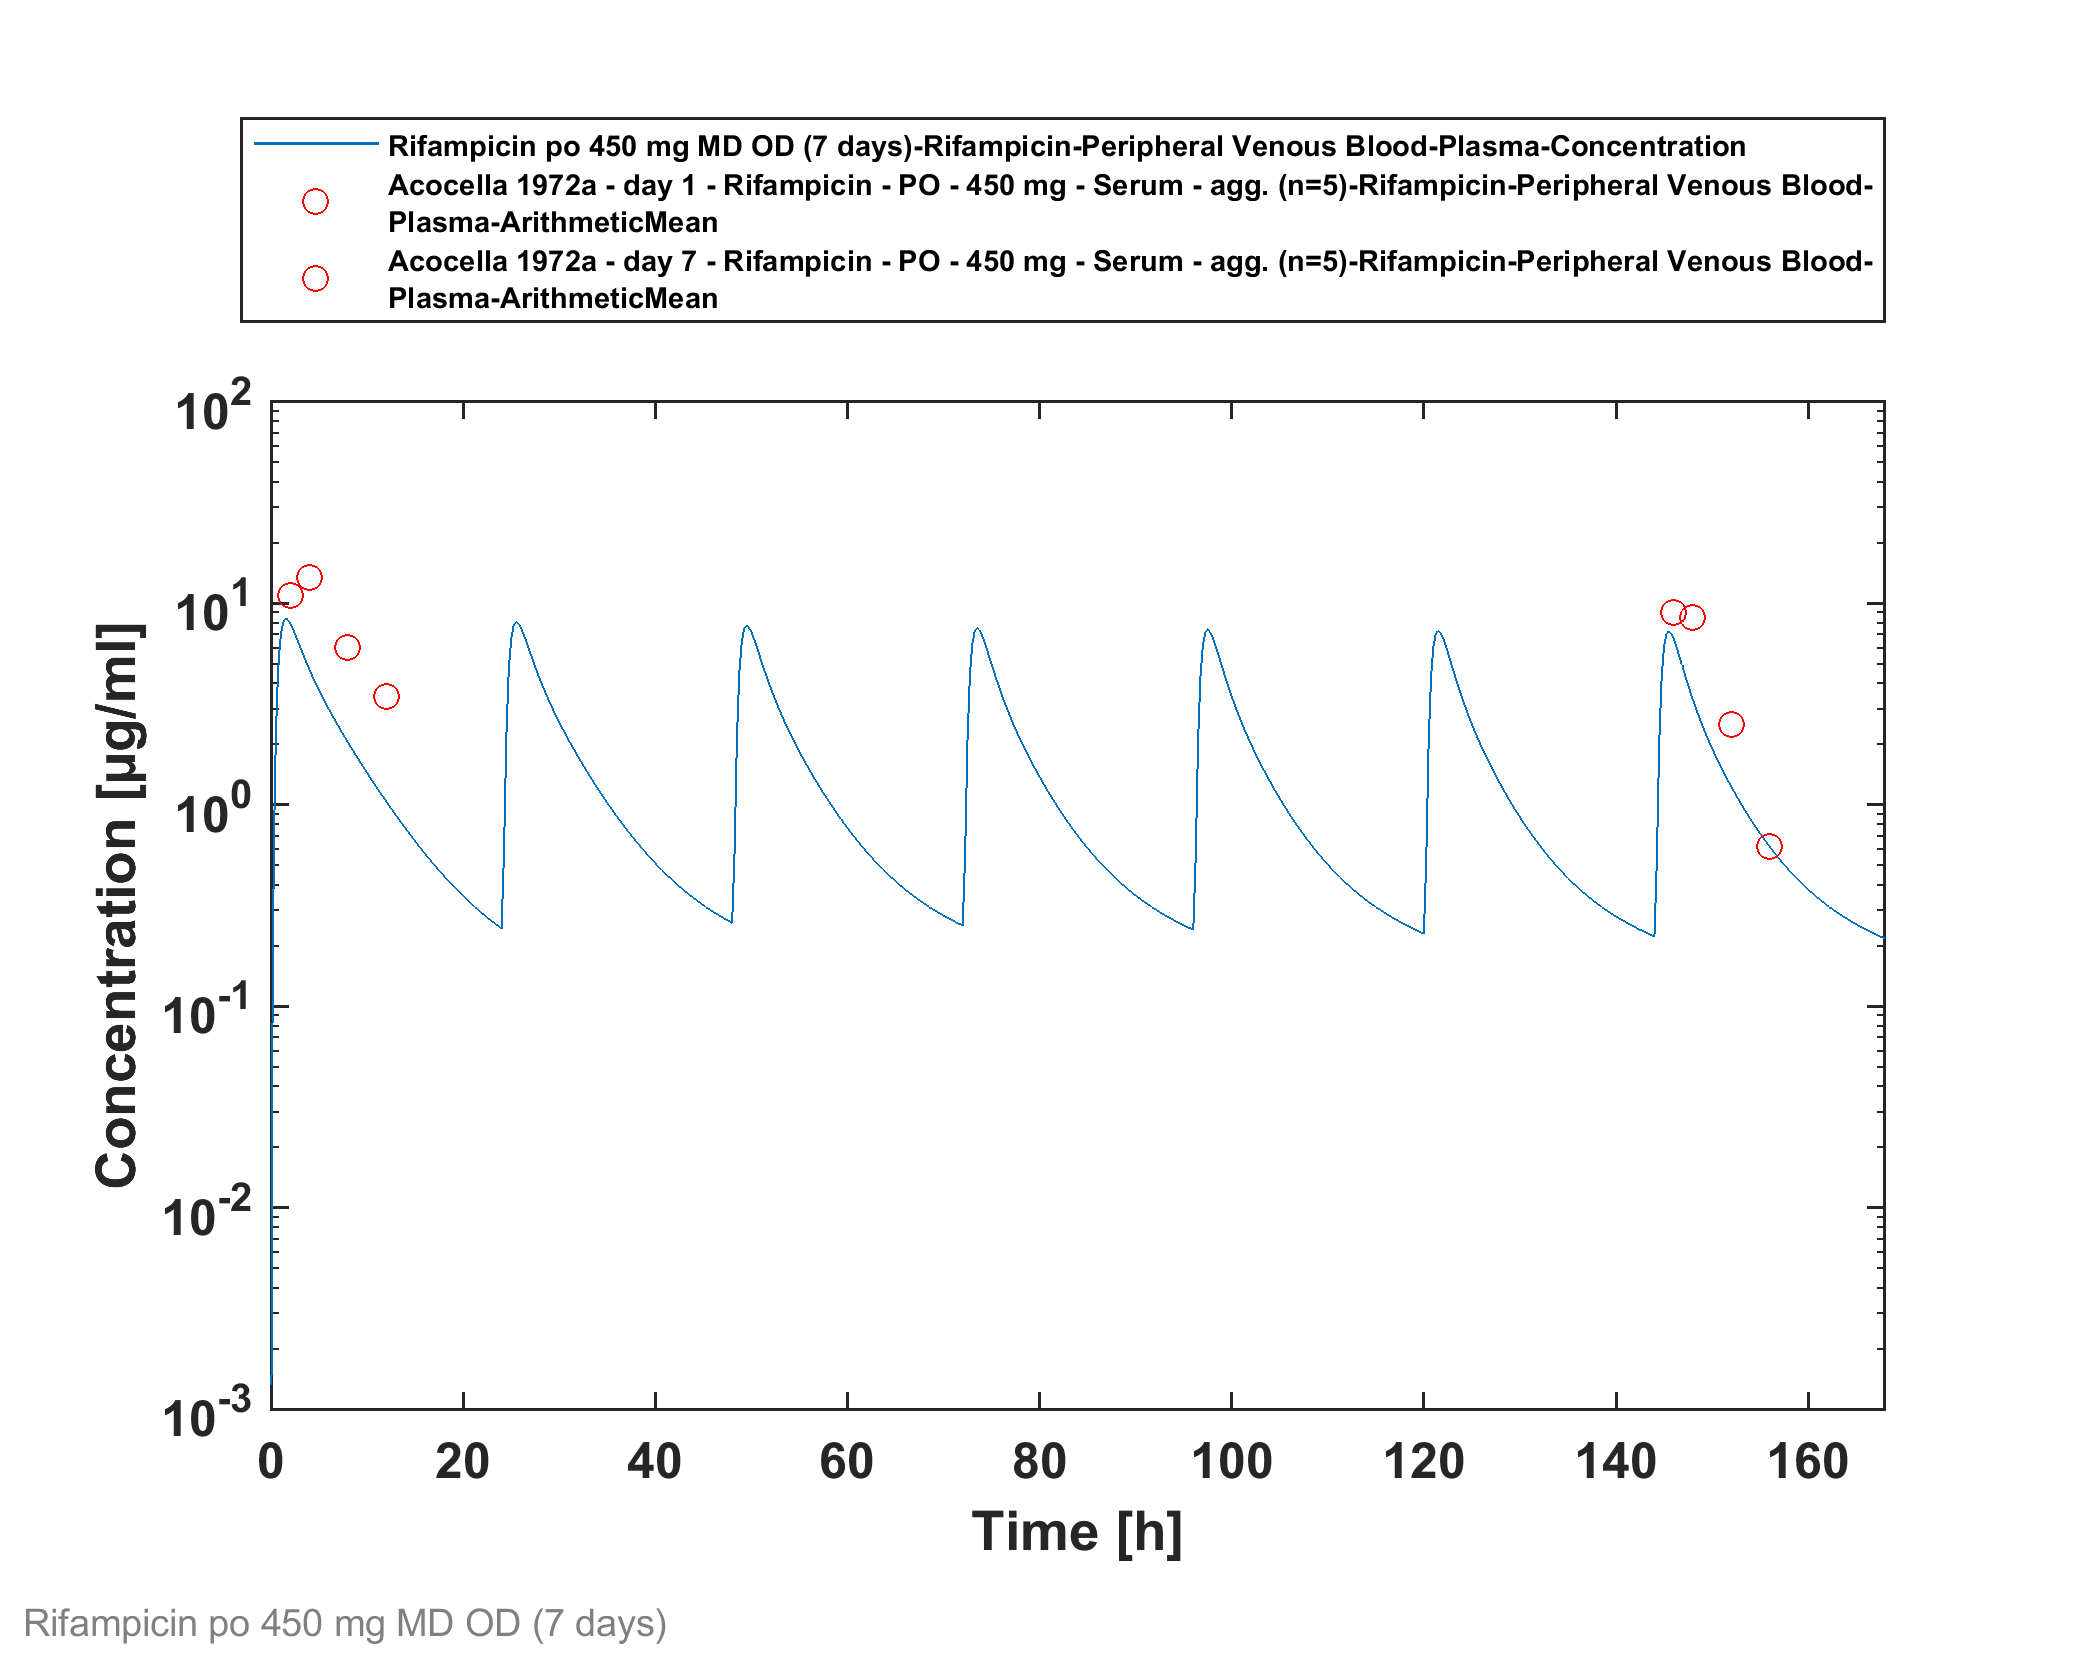 Rifampicin po 450 mg MD OD (7 days)-Rifampicin-Peripheral Venous Blood-Plasma-Concentration
Acocella 1972a - day 1 - Rifampicin - PO - 450 mg - Serum - agg. (n=5)-Rifampicin-Peripheral Venous Blood-
Plasma-ArithmeticMean
Acocella 1972a - day 7 - Rifampicin - PO - 450 mg - Serum - agg. (n=5)-Rifampicin-Peripheral Venous Blood-
Plasma-ArithmeticMean
Concentration [µg/ml]
10^2
10^1
10^0
10^-1
10^-2
10^-3
0 20 40 60 80 100 120 140 160
Time [h]
Rifampicin po 450 mg MD OD (7 days)